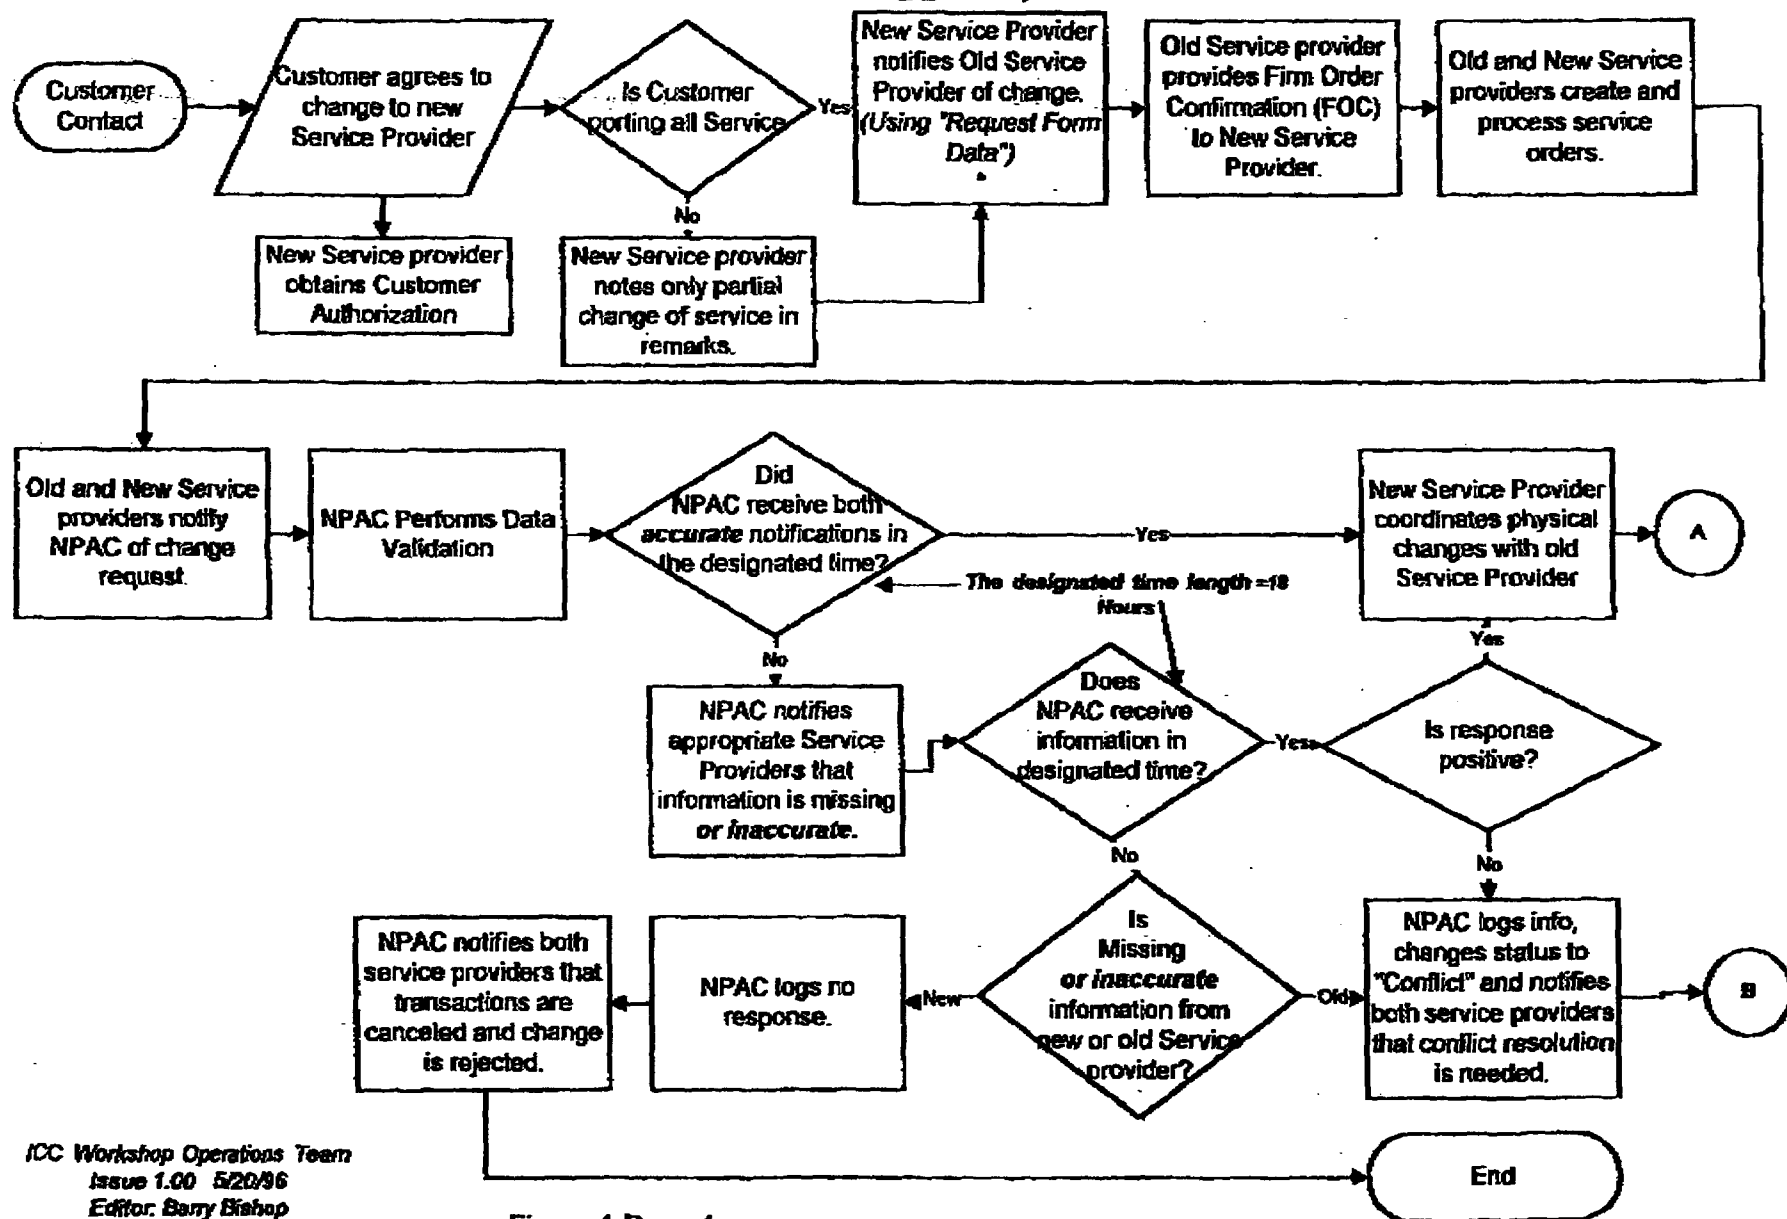 Customer
Contact
Customer agrees to
change to new
Service Provider
Is Customer
porting all Service
Yes
New Service Provider
notifies Old Service
Provider of change.
(Using "Request Form
Data")
Old Service provider
provides Firm Order
Confirmation (FOC)
to New Service
Provider.
Old and New Service
providers create and
process service
orders.
No
New Service provider
obtains Customer
Authorization
New Service provider
notes only partial
change of service in
remarks.
Old and New Service
providers notify
NPAC of change
request.
NPAC Performs Data
Validation
Did
NPAC receive both
accurate notifications in
the designated time?
Yes
New Service Provider
coordinates physical
changes with old
Service Provider
A
The designated time length =18
Hours
No
Yes
NPAC notifies
appropriate Service
Providers that
information is missing
or inaccurate.
Does
NPAC receive
information in
designated time?
Yes
Is response
positive?
No
No
NPAC notifies both
service providers that
transactions are
canceled and change
is rejected.
NPAC logs no
response.
New
Is
Missing
or inaccurate
information from
new or old Service
provider?
Old
NPAC logs info,
changes status to
"Conflict" and notifies
both service providers
that conflict resolution
is needed.
B
End
ICC Workshop Operations Team
Issue 1.00 5/20/96
Editor: Barry Bishop